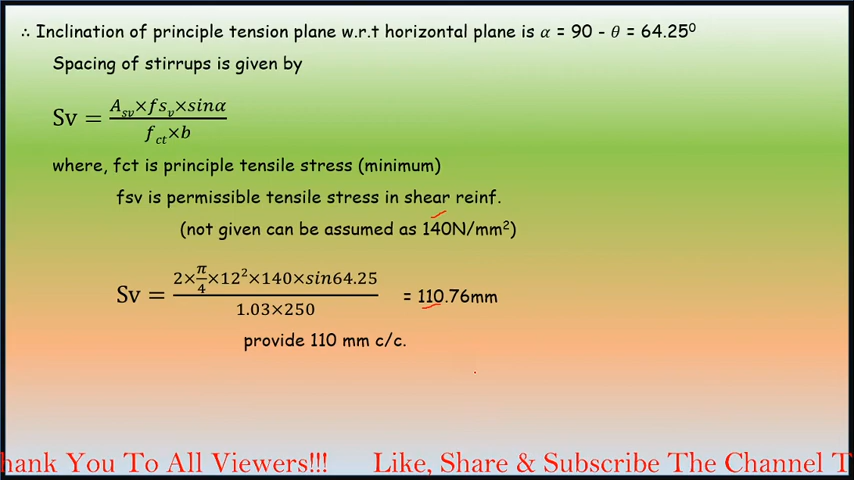 ∴ Inclination of principle tension plane w.r.t horizontal plane is α = 90 - θ = 64.25⁰
Spacing of stirrups is given by
Sv = (A_sv×fs_v×sinα)/(f_ct×b)
where, fct is principle tensile stress (minimum)
fsv is permissible tensile stress in shear reinf.
(not given can be assumed as 140N/mm²)
Sv = (2×π/4×12²×140×sin64.25)/(1.03×250) = 110.76mm
provide 110 mm c/c.
hank You To All Viewers!!! Like, Share & Subscribe The Channel T